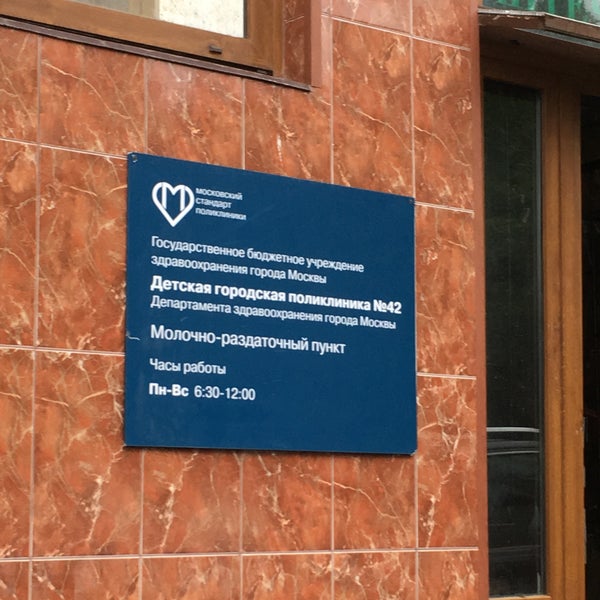 московский
стандарт
поликлиники
Государственное бюджетное учреждение
здравоохранения города Москвы
Детская городская поликлиника №42
Департамента здравоохранения города Москвы
Молочно-раздаточный пункт
Часы работы
Пн-Вс 6:30-12:00